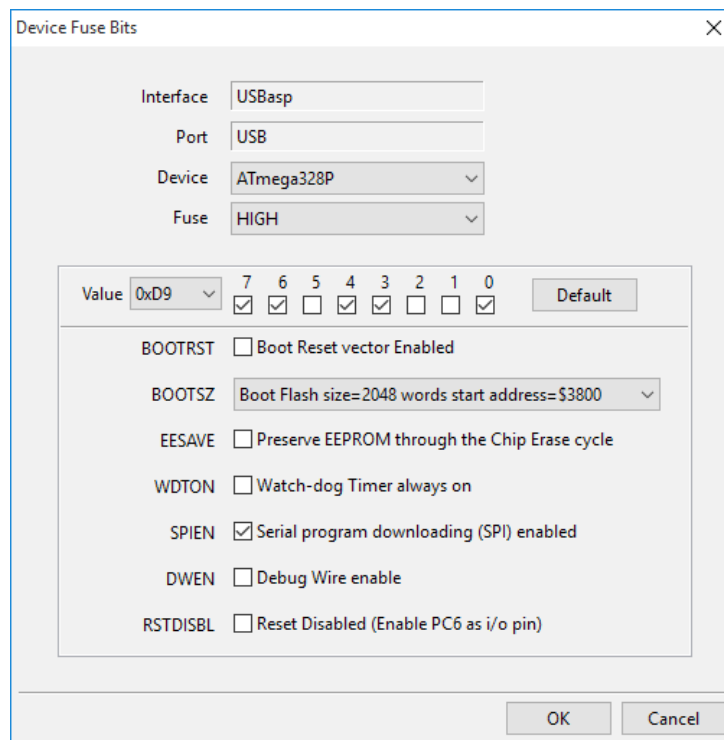 Device Fuse Bits
Interface USBasp
Port USB
Device ATmega328P
Fuse HIGH
7 6 5 4 3 2 1 0
Value 0xD9 Default
BOOTRST Boot Reset vector Enabled
BOOTSZ Boot Flash size=2048 words start address=$3800
EESAVE Preserve EEPROM through the Chip Erase cycle
WDTON Watch-dog Timer always on
SPIEN Serial program downloading (SPI) enabled
DWEN Debug Wire enable
RSTDISBL Reset Disabled (Enable PC6 as i/o pin)
OK Cancel